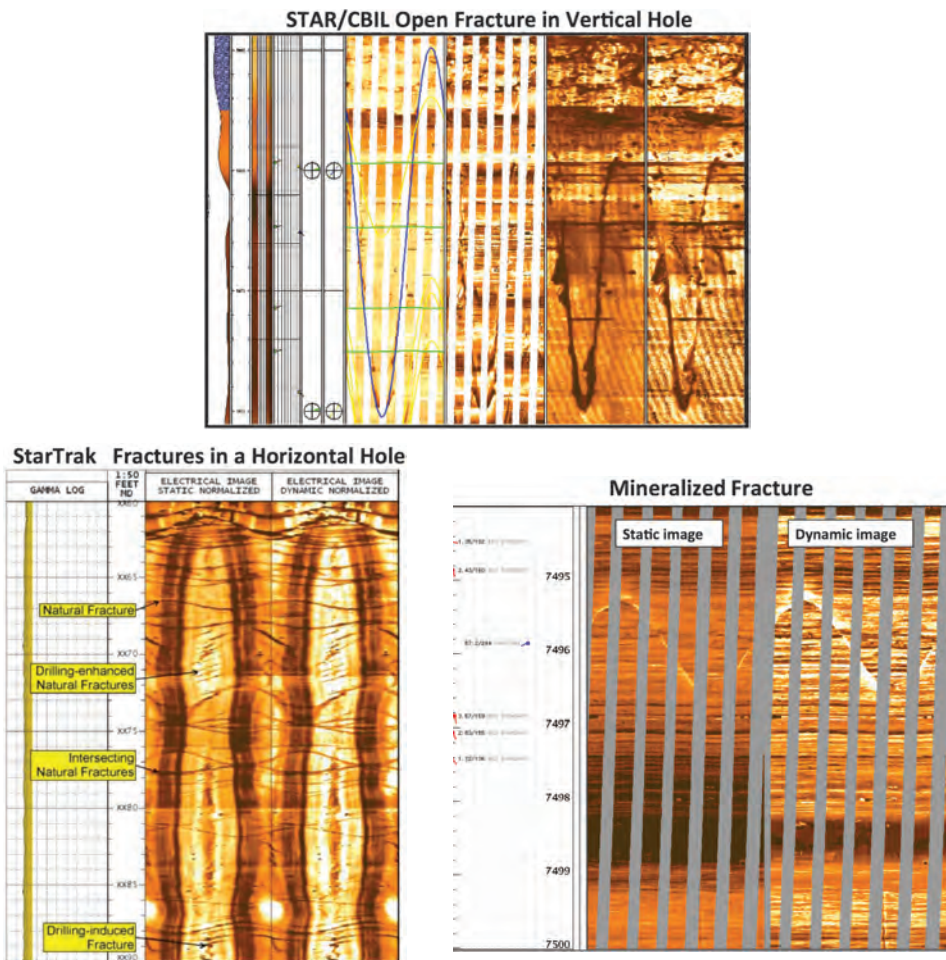 STAR/CBIL Open Fracture in Vertical Hole
StarTrak Fractures in a Horizontal Hole
GAMMA LOG
1:50
FEET
MD
ELECTRICAL IMAGE
STATIC NORMALIZED
ELECTRICAL IMAGE
DYNAMIC NORMALIZED
XX60
XX65
Natural Fracture
XX70
Drilling-enhanced
Natural Fractures
XX75
Intersecting
Natural Fractures
XX80
XX85
Drilling-induced
Fracture
XX90
Mineralized Fracture
Static image
Dynamic image
7495
7496
7497
7498
7499
7500